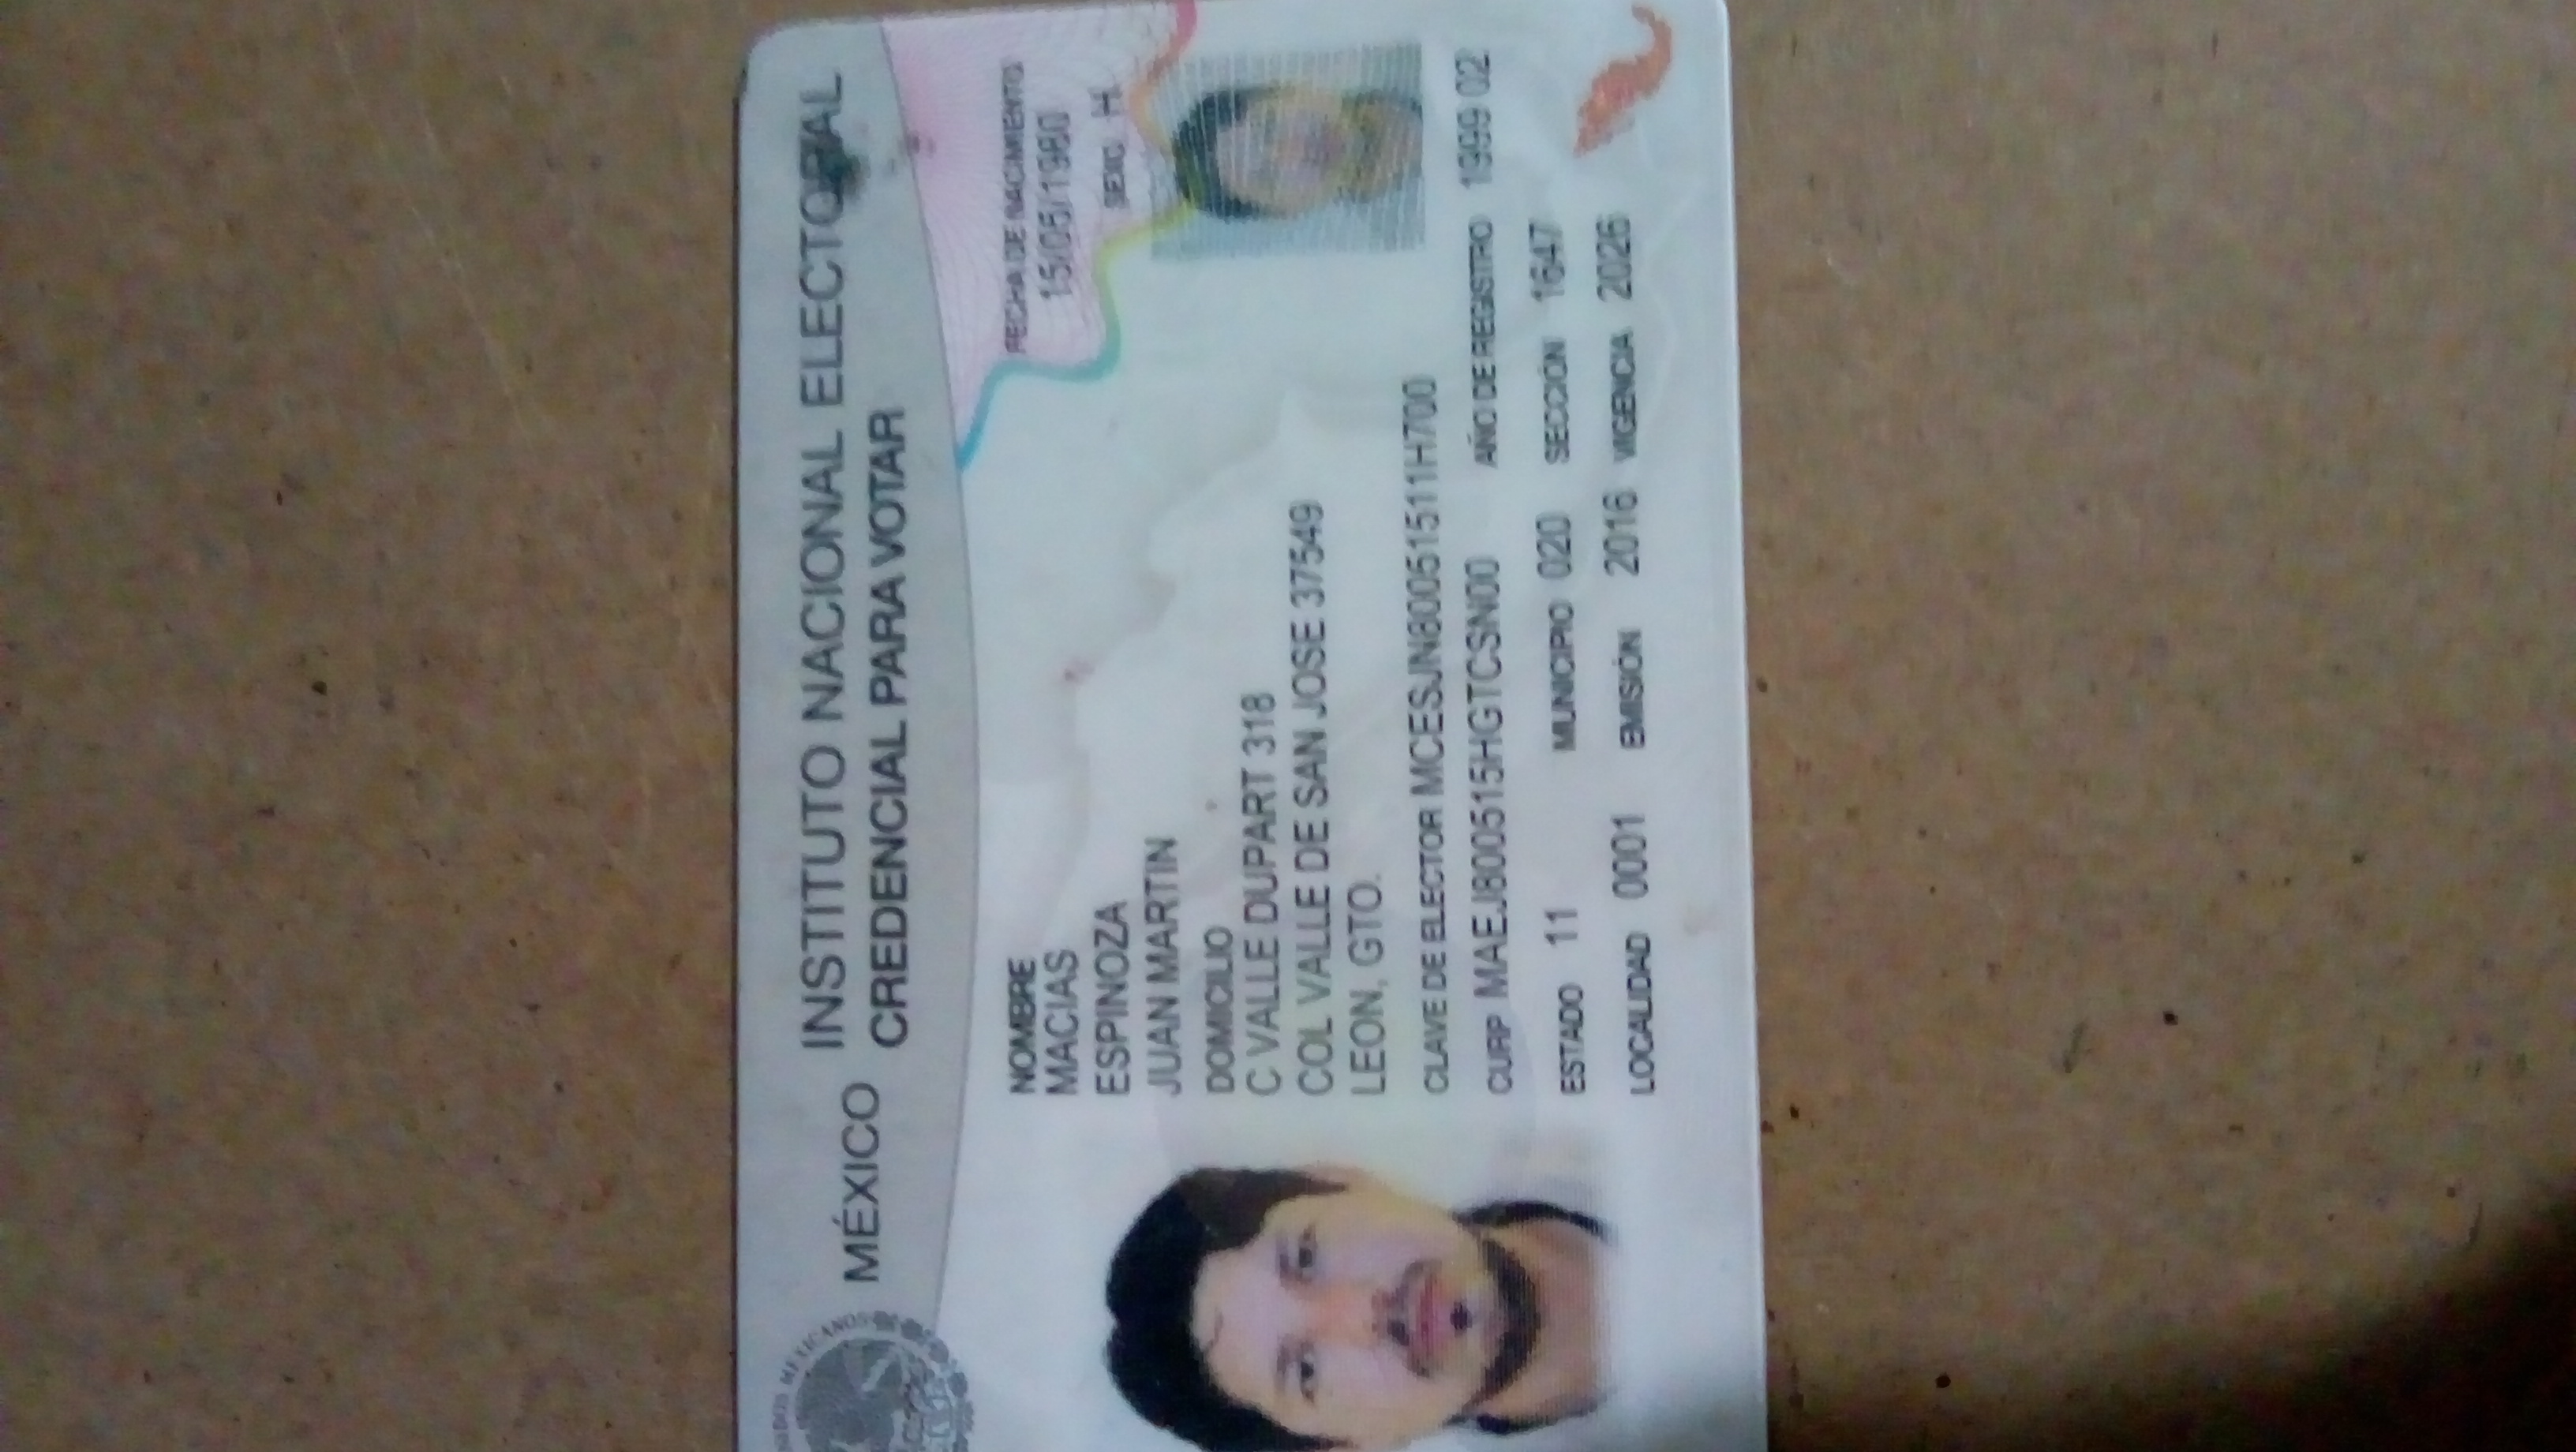 MÉXICO INSTITUTO NACIONAL ELECTORAL
CREDENCIAL PARA VOTAR
MEXICANOS
NOMBRE
MACIAS
ESPINOZA
JUAN MARTIN
FECHA DE NACIMIENTO
15/05/1980
SEXO H
DOMICILIO
C VALLE DUPART 318
COL VALLE DE SAN JOSE 37549
LEON, GTO.
CLAVE DE ELECTOR MCESJN80051511H700
CURP MAEJ800515HGTCSN00 AÑO DE REGISTRO 1999 02
ESTADO 11 MUNICIPIO 020 SECCIÓN 1647
LOCALIDAD 0001 EMISIÓN 2016 VIGENCIA 2026